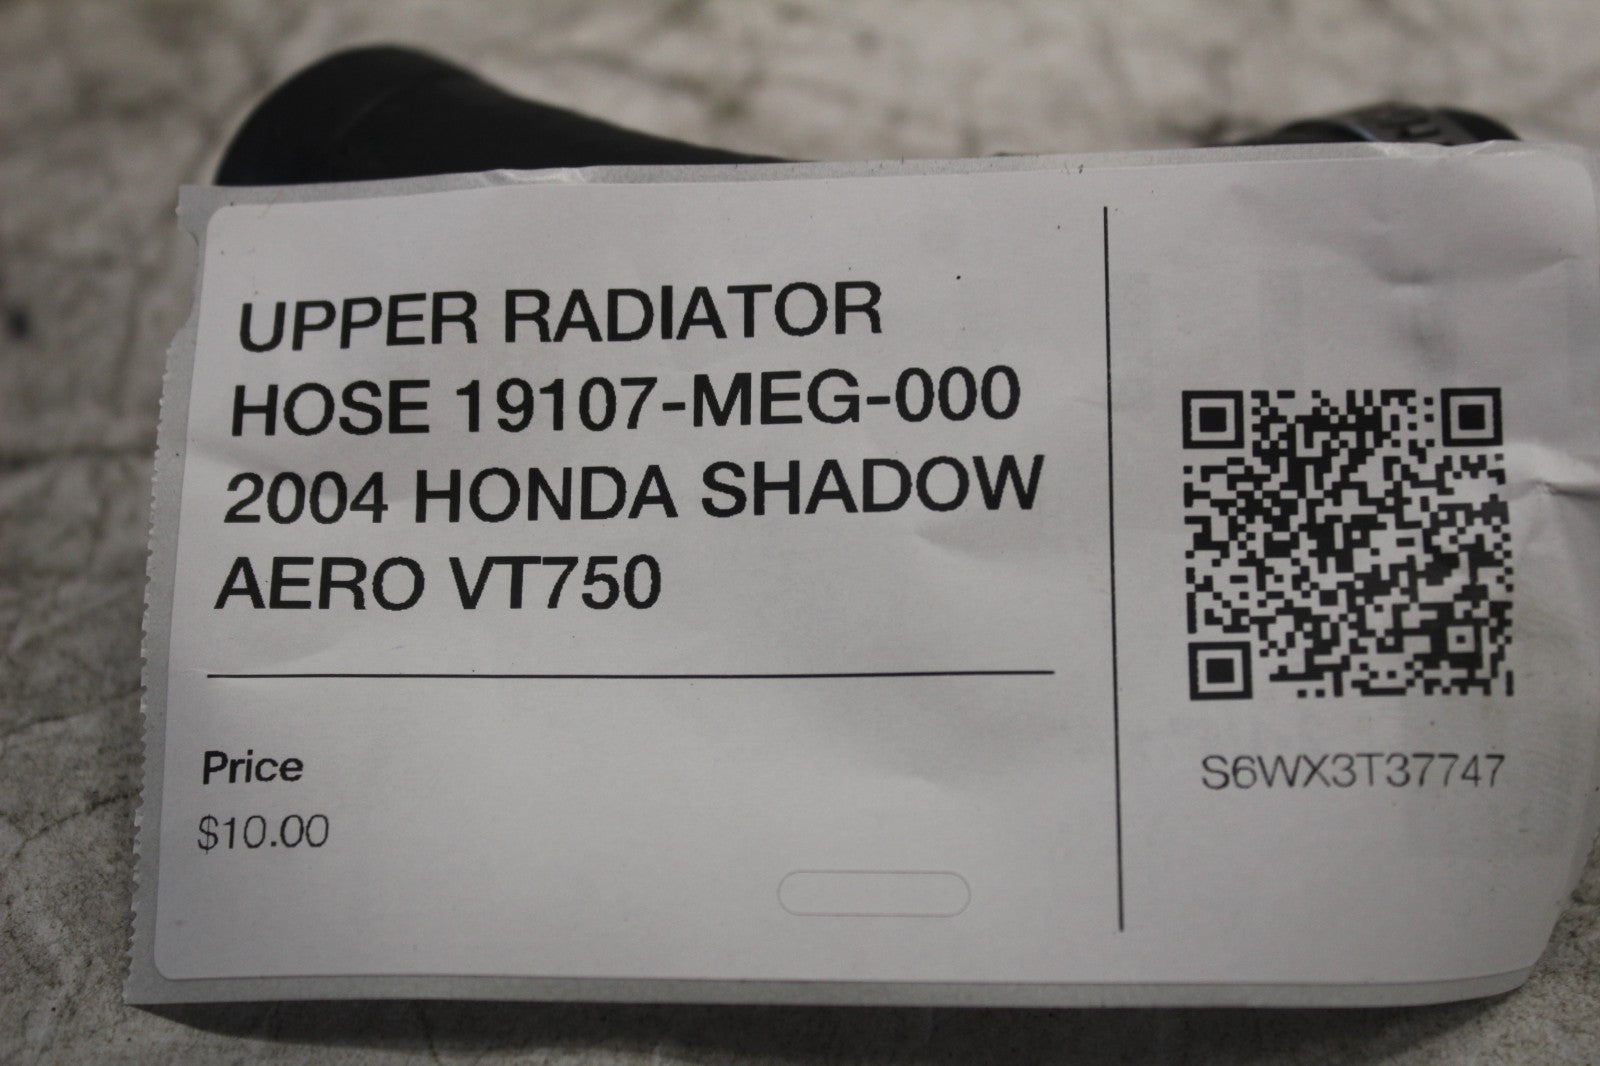 UPPER RADIATOR
HOSE 19107-MEG-000
2004 HONDA SHADOW
AERO VT750
Price
$10.00
S6WX3T37747